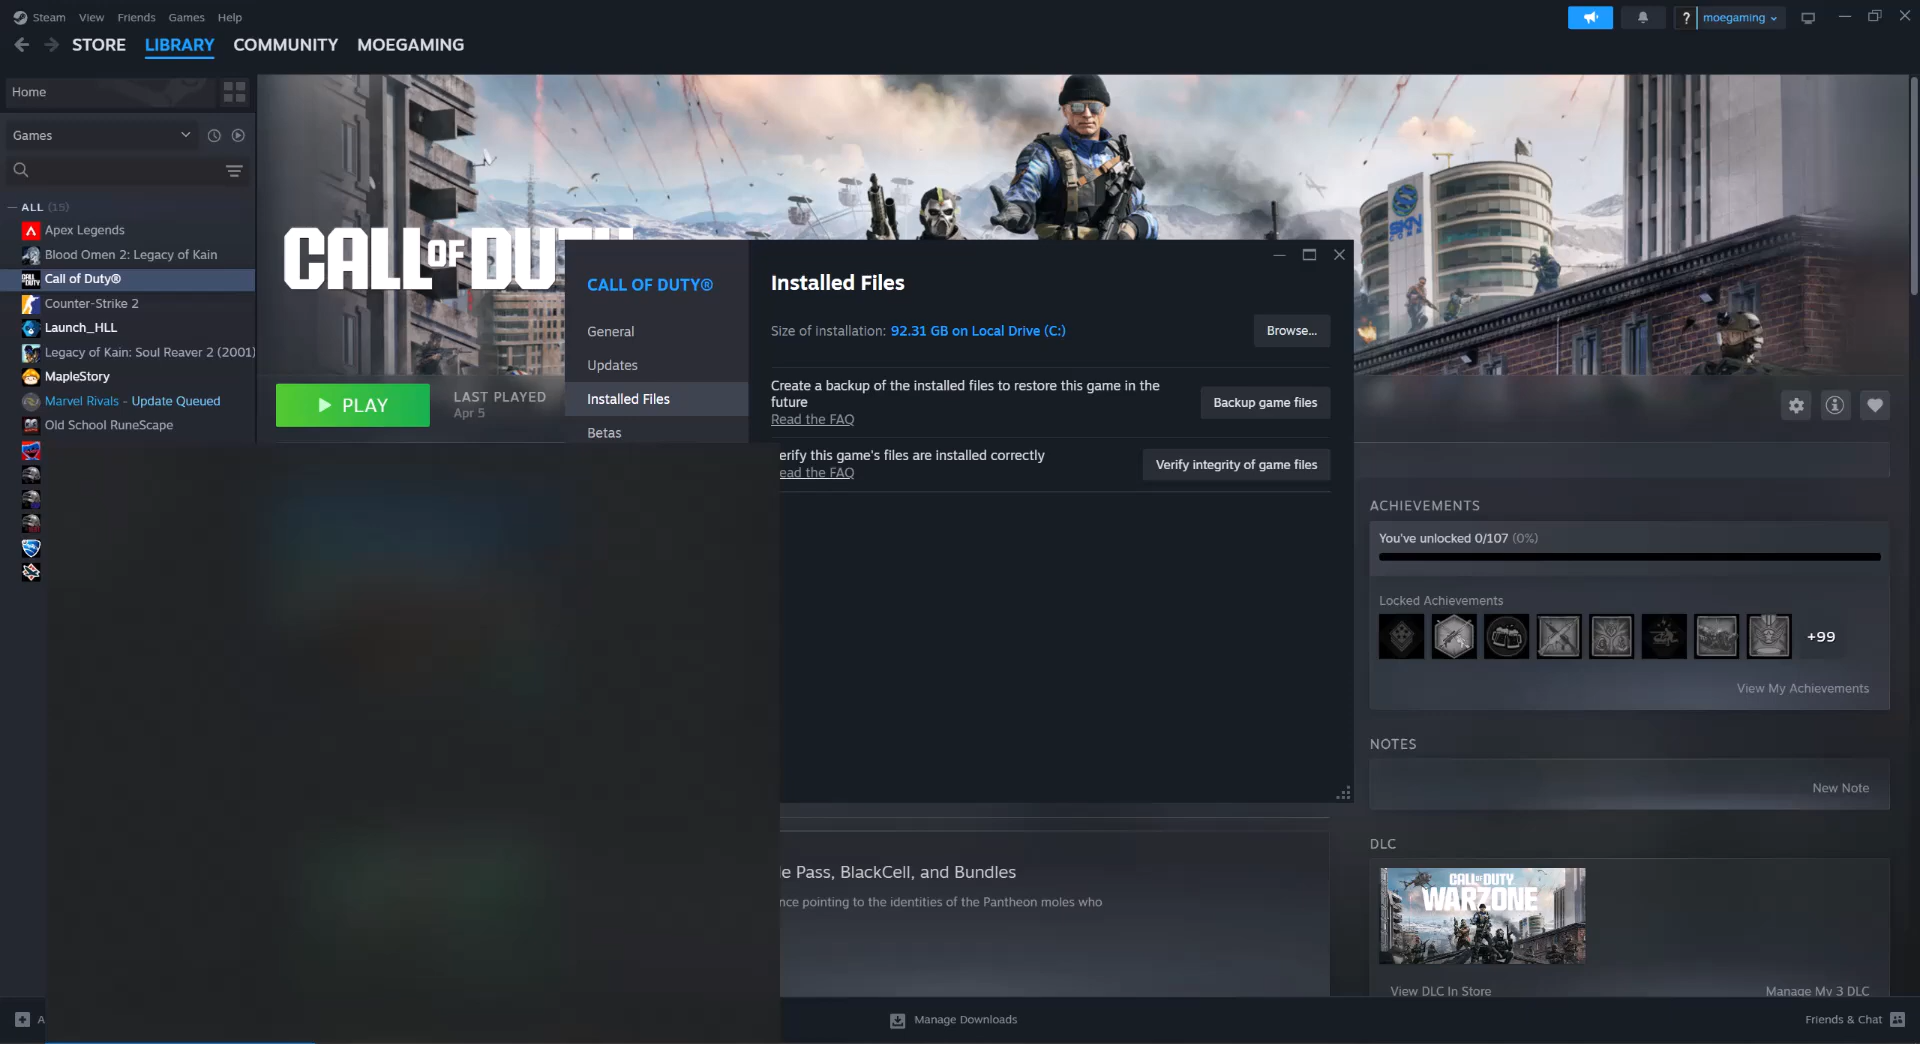 Steam View Friends Games Help
? moegaming
STORE LIBRARY COMMUNITY MOEGAMING
Home
Games
ALL (15)
Apex Legends
Blood Omen 2: Legacy of Kain
Call of Duty®
Counter-Strike 2
Launch_HLL
Legacy of Kain: Soul Reaver 2 (2001)
MapleStory
Marvel Rivals - Update Queued
Old School RuneScape
SKY
CALL OF DUTY
PLAY
LAST PLAYED
Apr 5
CALL OF DUTY®
General
Updates
Installed Files
Betas
Installed Files
Size of installation: 92.31 GB on Local Drive (C:)
Browse...
Create a backup of the installed files to restore this game in the
future
Read the FAQ
Backup game files
erify this game's files are installed correctly
ead the FAQ
Verify integrity of game files
ACHIEVEMENTS
You've unlocked 0/107 (0%)
Locked Achievements
+99
View My Achievements
NOTES
New Note
le Pass, BlackCell, and Bundles
nce pointing to the identities of the Pantheon moles who
DLC
CALL OF DUTY
WARZONE
View DLC In Store
Manage My 3 DLC
A
Manage Downloads
Friends & Chat